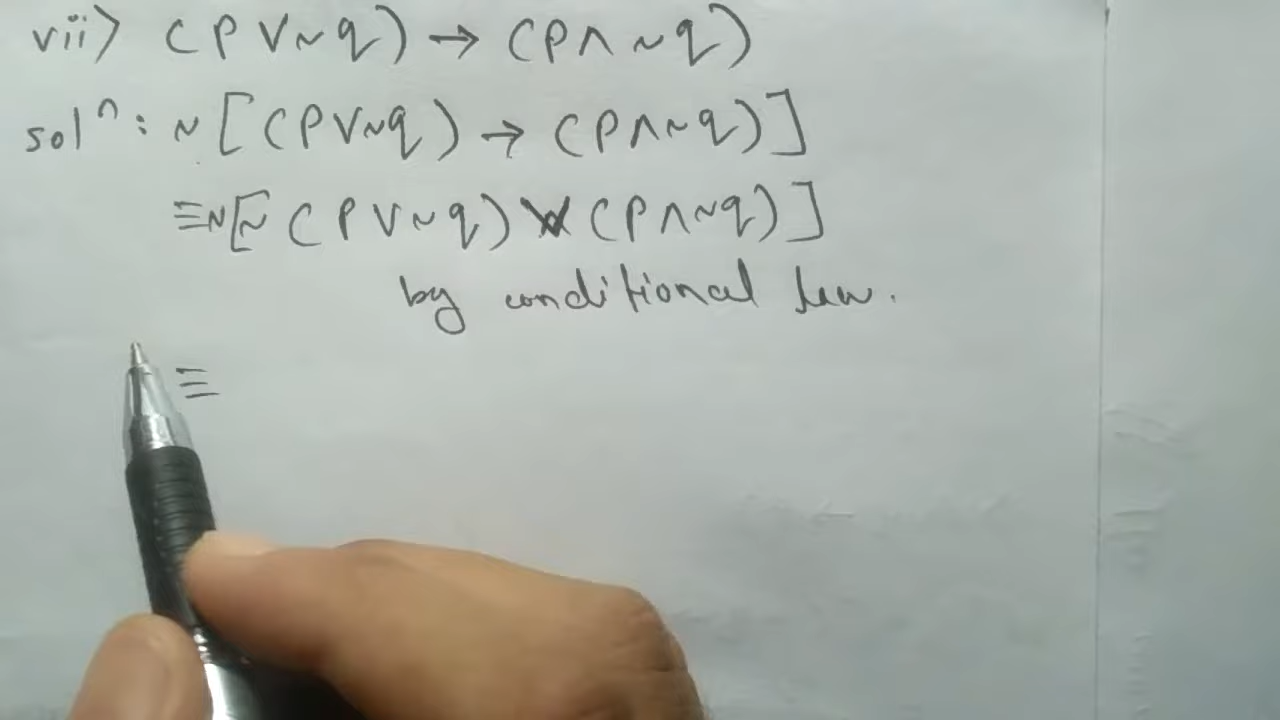 vii> (P ∨ ~ q) → (P ∧ ~ q)
solⁿ : ~ [(P ∨ ~ q) → (P ∧ ~ q)]
≡ ~ [~ (P ∨ ~ q) ∨ (P ∧ ~ q)]
by conditional law.
≡